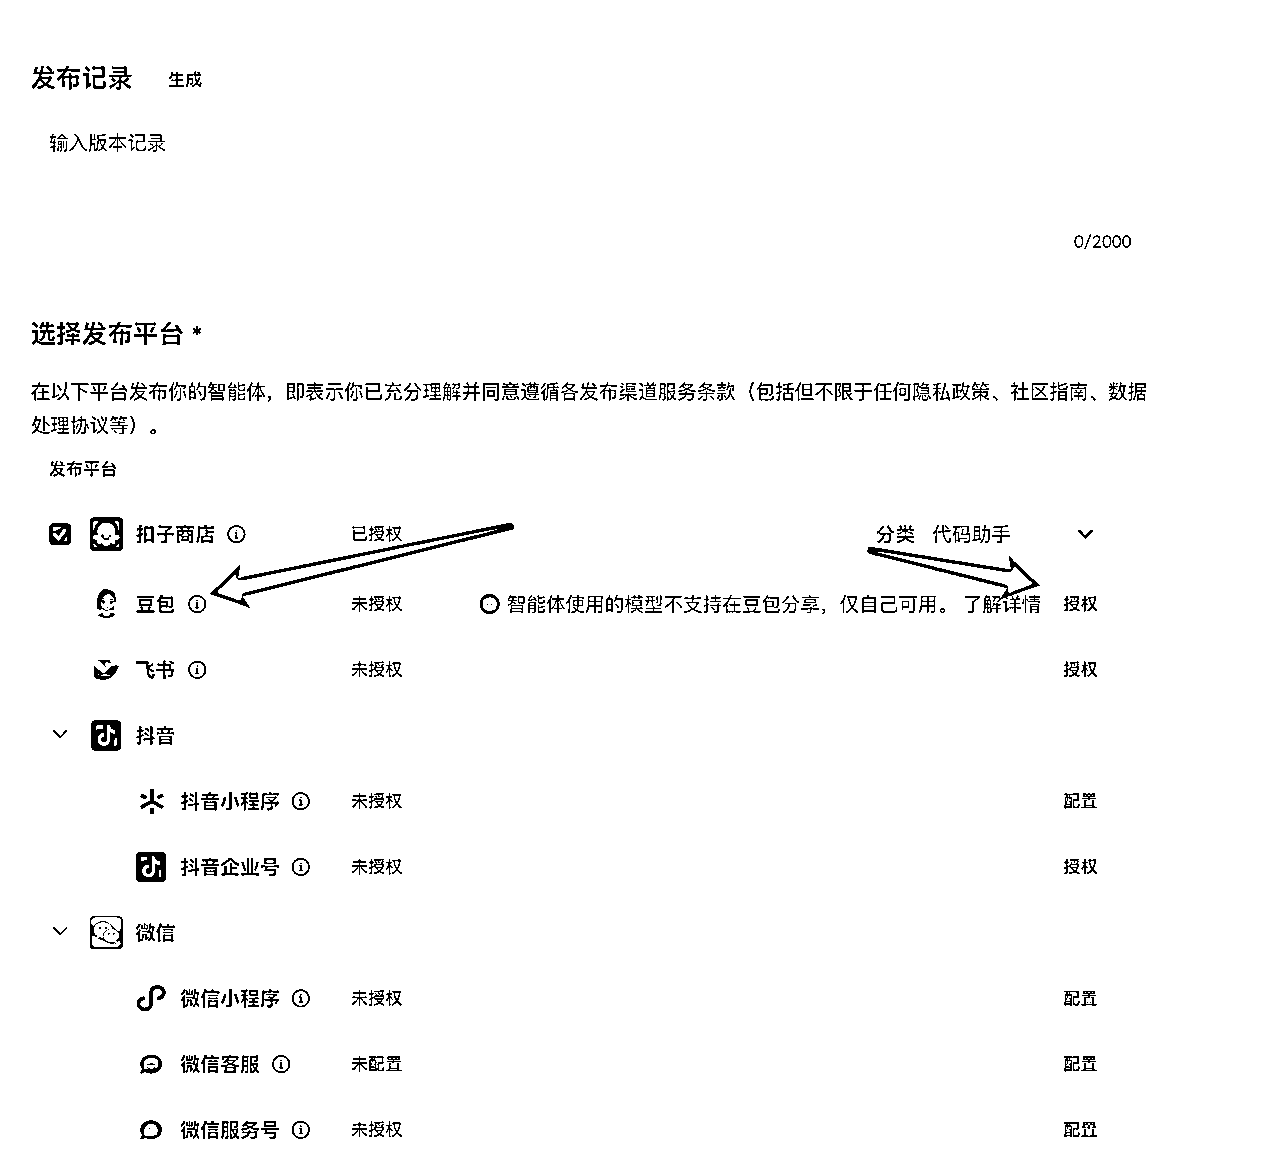 发布记录 生成
输入版本记录
0/2000
选择发布平台 *
在以下平台发布你的智能体，即表示你已充分理解并同意遵循各发布渠道服务条款（包括但不限于任何隐私政策、社区指南、数据
处理协议等）。
发布平台
扣子商店 已授权 分类 代码助手
豆包 未授权 智能体使用的模型不支持在豆包分享，仅自己可用。 了解详情 授权
飞书 未授权 授权
抖音
抖音小程序 未授权 配置
抖音企业号 未授权 授权
微信
微信小程序 未授权 配置
微信客服 未配置 配置
微信服务号 未授权 配置